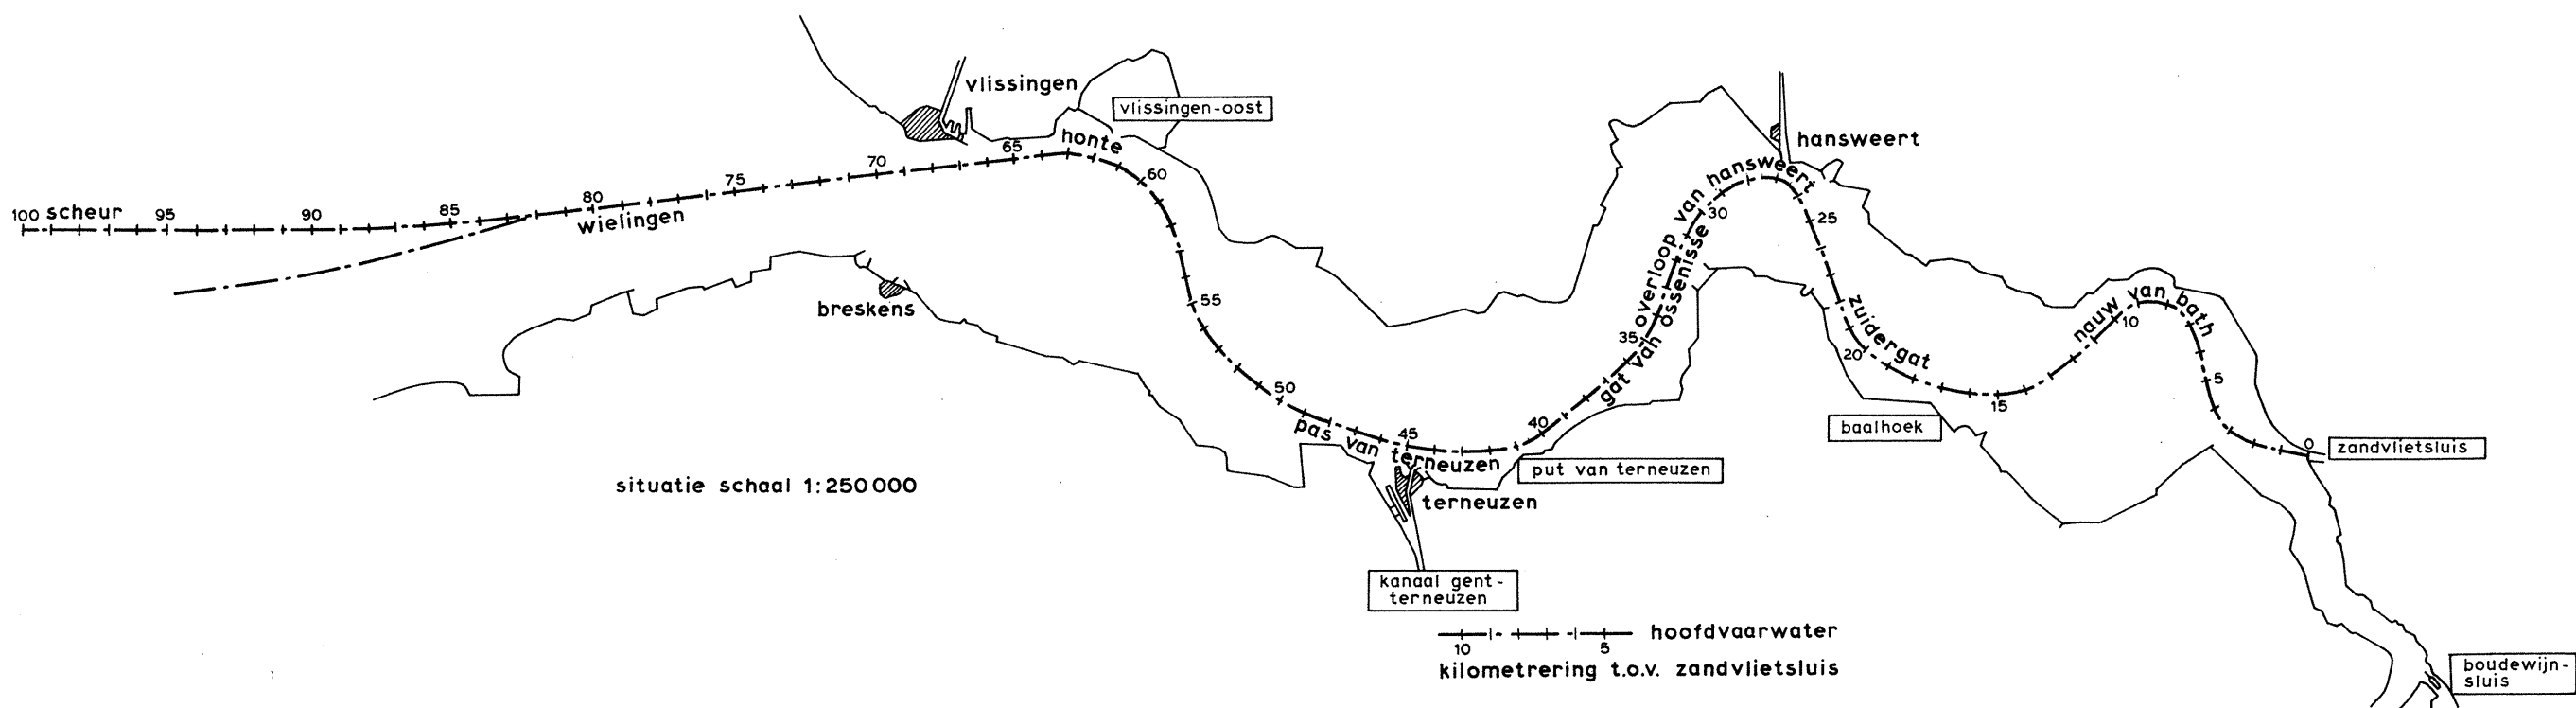 vlissingen
vlissingen-oost
honte
hansweert
100 scheur 95 90 85 80 75 70 65 60 55 50 45 40 35 30 25 20 15 10 5 0
wielingen
breskens
overloop van hansweert
gat van ossenisse
zuidergat
nauw van bath
pas van terneuzen
put van terneuzen
baalhoek
zandvlietsluis
situatie schaal 1:250000
terneuzen
kanaal gent-
terneuzen
hoofdvaarwater
10 5
kilometrering t.o.v. zandvlietsluis
boudewijn-
sluis